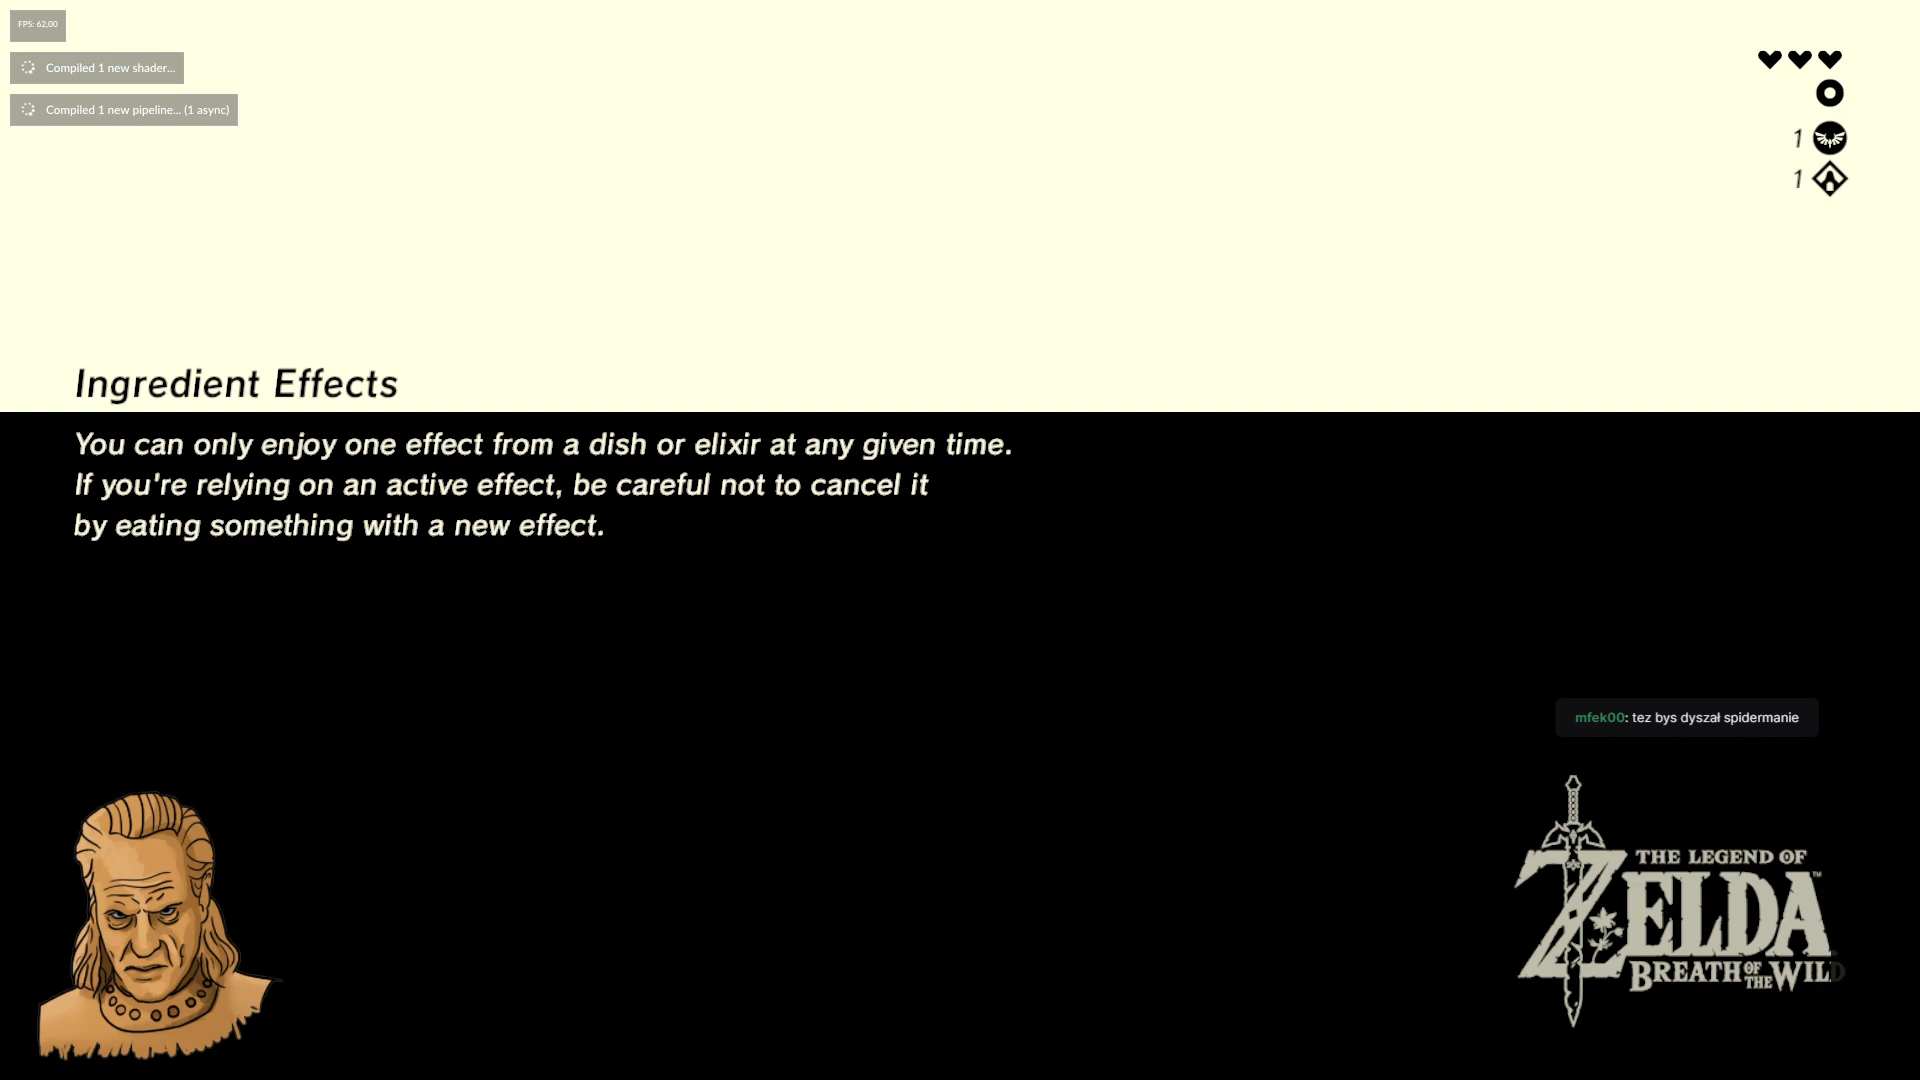 FPS: 62,00
Compiled 1 new shader...
Compiled 1 new pipeline... (1 async)
1
1
Ingredient Effects
You can only enjoy one effect from a dish or elixir at any given time.
If you're relying on an active effect, be careful not to cancel it
by eating something with a new effect.
mfek00: tez bys dyszał spidermanie
THE LEGEND OF
ZELDA™
BREATH OF THE WILD